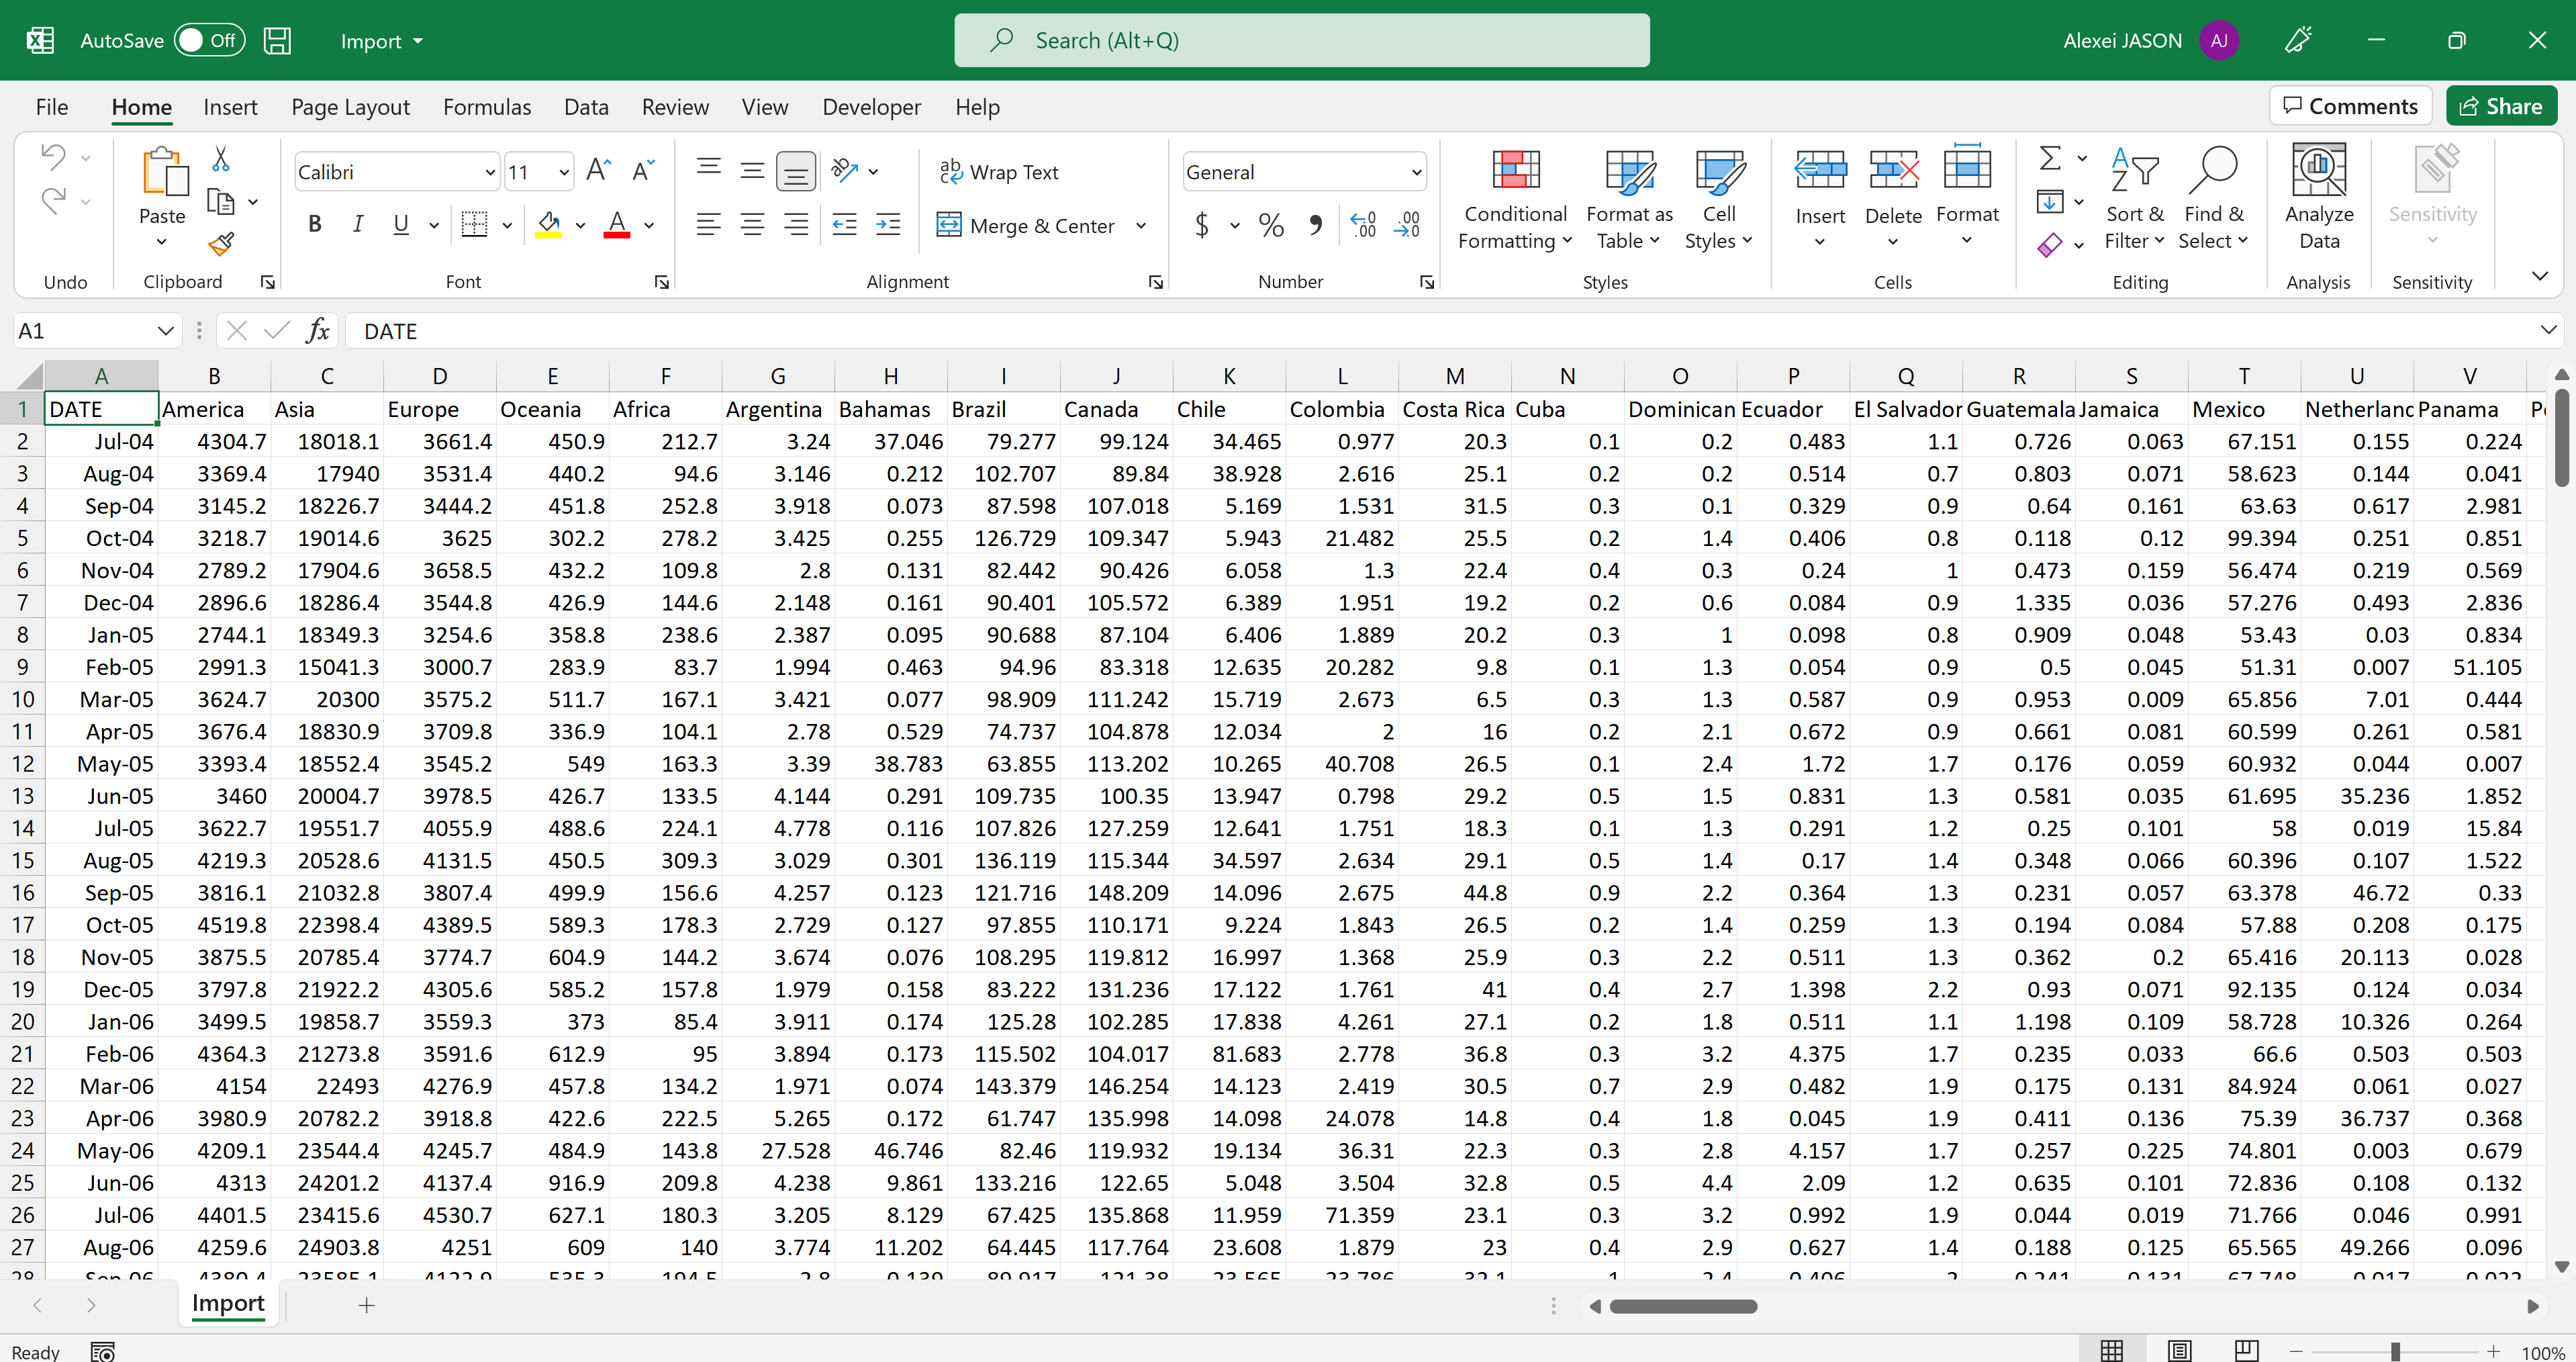 AutoSave Off Import Search (Alt+Q) Alexei JASON AJ
File Home Insert Page Layout Formulas Data Review View Developer Help Comments Share
Calibri 11 Wrap Text General
Paste B I U Merge & Center $ % Conditional Formatting Format as Table Cell Styles Insert Delete Format Sort & Filter Find & Select Analyze Data Sensitivity
Undo Clipboard Font Alignment Number Styles Cells Editing Analysis Sensitivity
A1 fx DATE
A B C D E F G H I J K L M N O P Q R S T U V
1 DATE America Asia Europe Oceania Africa Argentina Bahamas Brazil Canada Chile Colombia Costa Rica Cuba Dominican Ecuador El Salvador Guatemala Jamaica Mexico Netherlanc Panama
2 Jul-04 4304.7 18018.1 3661.4 450.9 212.7 3.24 37.046 79.277 99.124 34.465 0.977 20.3 0.1 0.2 0.483 1.1 0.726 0.063 67.151 0.155 0.224
3 Aug-04 3369.4 17940 3531.4 440.2 94.6 3.146 0.212 102.707 89.84 38.928 2.616 25.1 0.2 0.2 0.514 0.7 0.803 0.071 58.623 0.144 0.041
4 Sep-04 3145.2 18226.7 3444.2 451.8 252.8 3.918 0.073 87.598 107.018 5.169 1.531 31.5 0.3 0.1 0.329 0.9 0.64 0.161 63.63 0.617 2.981
5 Oct-04 3218.7 19014.6 3625 302.2 278.2 3.425 0.255 126.729 109.347 5.943 21.482 25.5 0.2 1.4 0.406 0.8 0.118 0.12 99.394 0.251 0.851
6 Nov-04 2789.2 17904.6 3658.5 432.2 109.8 2.8 0.131 82.442 90.426 6.058 1.3 22.4 0.4 0.3 0.24 1 0.473 0.159 56.474 0.219 0.569
7 Dec-04 2896.6 18286.4 3544.8 426.9 144.6 2.148 0.161 90.401 105.572 6.389 1.951 19.2 0.2 0.6 0.084 0.9 1.335 0.036 57.276 0.493 2.836
8 Jan-05 2744.1 18349.3 3254.6 358.8 238.6 2.387 0.095 90.688 87.104 6.406 1.889 20.2 0.3 1 0.098 0.8 0.909 0.048 53.43 0.03 0.834
9 Feb-05 2991.3 15041.3 3000.7 283.9 83.7 1.994 0.463 94.96 83.318 12.635 20.282 9.8 0.1 1.3 0.054 0.9 0.5 0.045 51.31 0.007 51.105
10 Mar-05 3624.7 20300 3575.2 511.7 167.1 3.421 0.077 98.909 111.242 15.719 2.673 6.5 0.3 1.3 0.587 0.9 0.953 0.009 65.856 7.01 0.444
11 Apr-05 3676.4 18830.9 3709.8 336.9 104.1 2.78 0.529 74.737 104.878 12.034 2 16 0.2 2.1 0.672 0.9 0.661 0.081 60.599 0.261 0.581
12 May-05 3393.4 18552.4 3545.2 549 163.3 3.39 38.783 63.855 113.202 10.265 40.708 26.5 0.1 2.4 1.72 1.7 0.176 0.059 60.932 0.044 0.007
13 Jun-05 3460 20004.7 3978.5 426.7 133.5 4.144 0.291 109.735 100.35 13.947 0.798 29.2 0.5 1.5 0.831 1.3 0.581 0.035 61.695 35.236 1.852
14 Jul-05 3622.7 19551.7 4055.9 488.6 224.1 4.778 0.116 107.826 127.259 12.641 1.751 18.3 0.1 1.3 0.291 1.2 0.25 0.101 58 0.019 15.84
15 Aug-05 4219.3 20528.6 4131.5 450.5 309.3 3.029 0.301 136.119 115.344 34.597 2.634 29.1 0.5 1.4 0.17 1.4 0.348 0.066 60.396 0.107 1.522
16 Sep-05 3816.1 21032.8 3807.4 499.9 156.6 4.257 0.123 121.716 148.209 14.096 2.675 44.8 0.9 2.2 0.364 1.3 0.231 0.057 63.378 46.72 0.33
17 Oct-05 4519.8 22398.4 4389.5 589.3 178.3 2.729 0.127 97.855 110.171 9.224 1.843 26.5 0.2 1.4 0.259 1.3 0.194 0.084 57.88 0.208 0.175
18 Nov-05 3875.5 20785.4 3774.7 604.9 144.2 3.674 0.076 108.295 119.812 16.997 1.368 25.9 0.3 2.2 0.511 1.3 0.362 0.2 65.416 20.113 0.028
19 Dec-05 3797.8 21922.2 4305.6 585.2 157.8 1.979 0.158 83.222 131.236 17.122 1.761 41 0.4 2.7 1.398 2.2 0.93 0.071 92.135 0.124 0.034
20 Jan-06 3499.5 19858.7 3559.3 373 85.4 3.911 0.174 125.28 102.285 17.838 4.261 27.1 0.2 1.8 0.511 1.1 1.198 0.109 58.728 10.326 0.264
21 Feb-06 4364.3 21273.8 3591.6 612.9 95 3.894 0.173 115.502 104.017 81.683 2.778 36.8 0.3 3.2 4.375 1.7 0.235 0.033 66.6 0.503 0.503
22 Mar-06 4154 22493 4276.9 457.8 134.2 1.971 0.074 143.379 146.254 14.123 2.419 30.5 0.7 2.9 0.482 1.9 0.175 0.131 84.924 0.061 0.027
23 Apr-06 3980.9 20782.2 3918.8 422.6 222.5 5.265 0.172 61.747 135.998 14.098 24.078 14.8 0.4 1.8 0.045 1.9 0.411 0.136 75.39 36.737 0.368
24 May-06 4209.1 23544.4 4245.7 484.9 143.8 27.528 46.746 82.46 119.932 19.134 36.31 22.3 0.3 2.8 4.157 1.7 0.257 0.225 74.801 0.003 0.679
25 Jun-06 4313 24201.2 4137.4 916.9 209.8 4.238 9.861 133.216 122.65 5.048 3.504 32.8 0.5 4.4 2.09 1.2 0.635 0.101 72.836 0.108 0.132
26 Jul-06 4401.5 23415.6 4530.7 627.1 180.3 3.205 8.129 67.425 135.868 11.959 71.359 23.1 0.3 3.2 0.992 1.9 0.044 0.019 71.766 0.046 0.991
27 Aug-06 4259.6 24903.8 4251 609 140 3.774 11.202 64.445 117.764 23.608 1.879 23 0.4 2.9 0.627 1.4 0.188 0.125 65.565 49.266 0.096
Import
Ready 100%